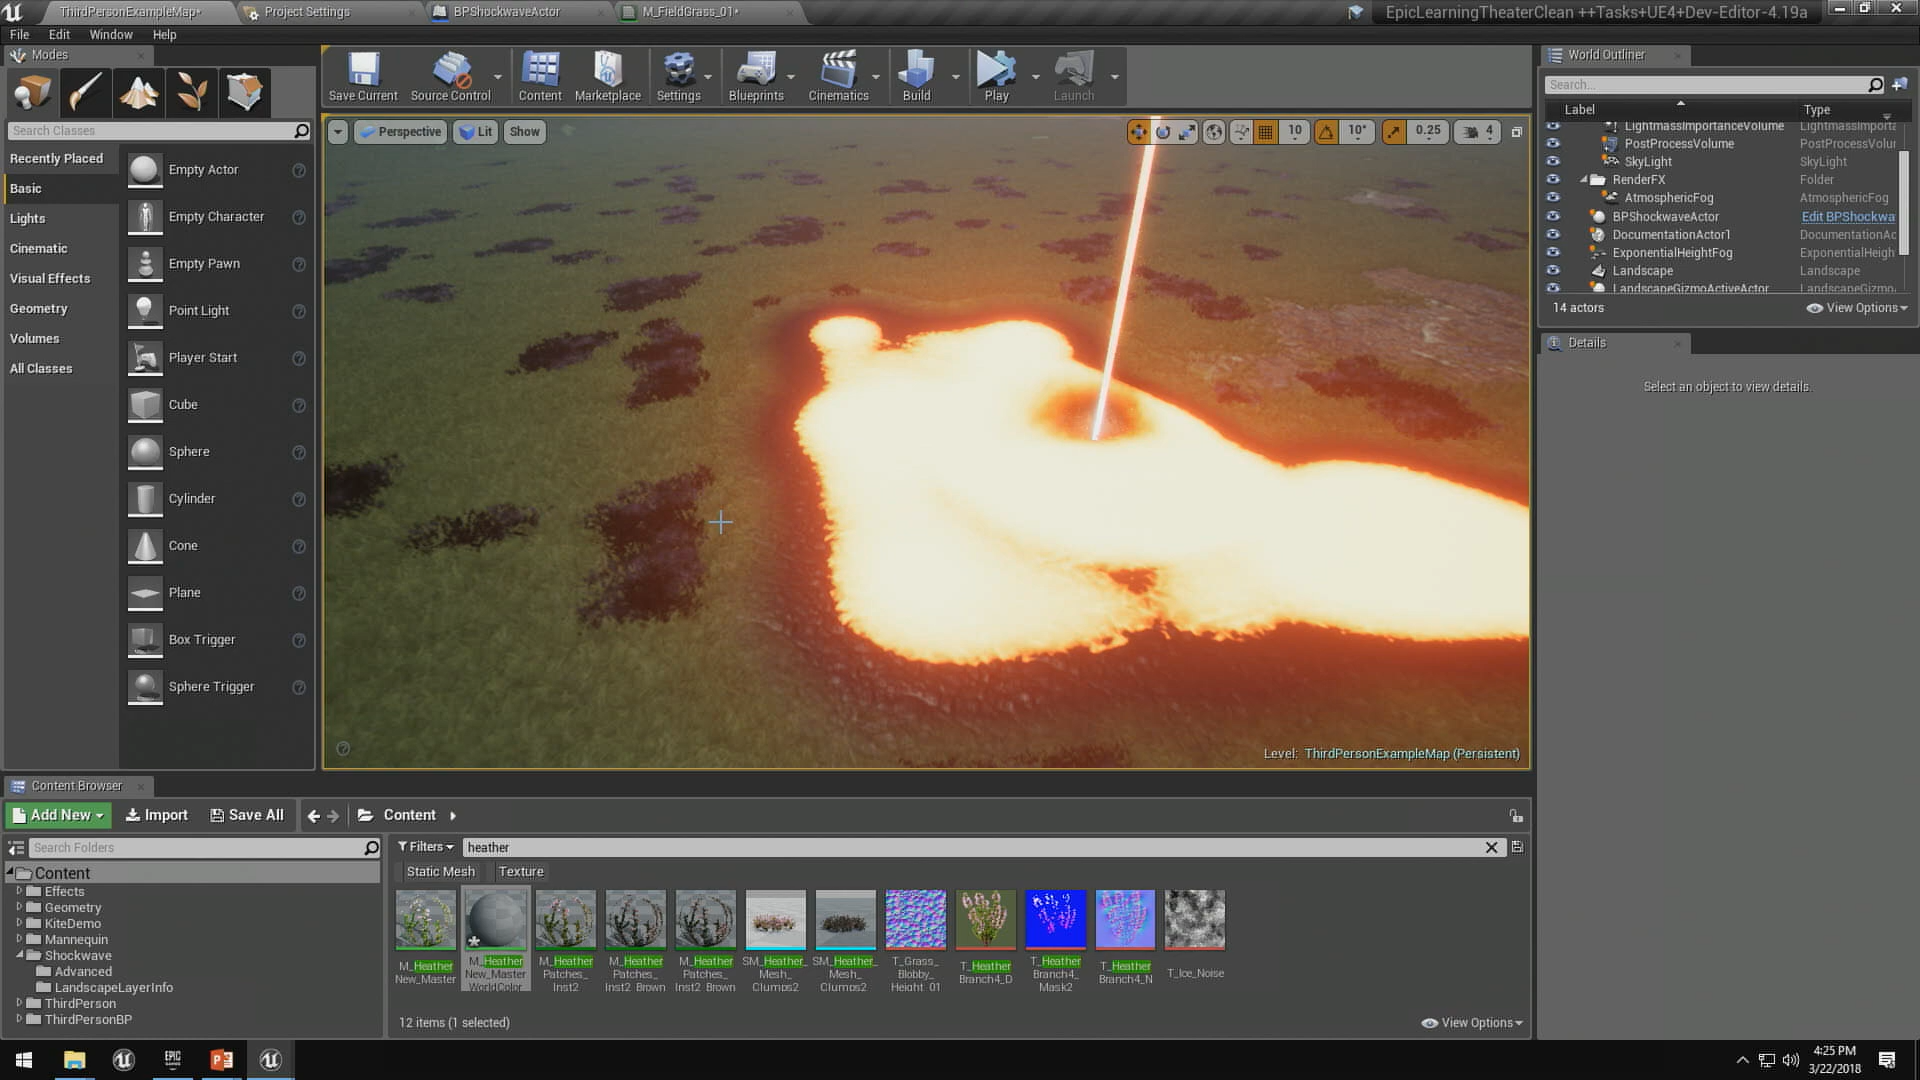 ThirdPersonExampleMap*
Project Settings
BPShockwaveActor
M_FieldGrass_01*
EpicLearningTheaterClean ++Tasks+UE4+Dev-Editor-4.19a
File Edit Window Help
Modes
Search Classes
Recently Placed
Basic
Lights
Cinematic
Visual Effects
Geometry
Volumes
All Classes
Empty Actor
Empty Character
Empty Pawn
Point Light
Player Start
Cube
Sphere
Cylinder
Cone
Plane
Box Trigger
Sphere Trigger
Save Current
Source Control
Content
Marketplace
Settings
Blueprints
Cinematics
Build
Play
Launch
Perspective
Lit
Show
10
10°
0.25
4
Level: ThirdPersonExampleMap (Persistent)
World Outliner
Search...
Label Type
LightmassImportanceVolume LightmassImporta
PostProcessVolume PostProcessVolu
SkyLight SkyLight
RenderFX Folder
AtmosphericFog AtmosphericFog
BPShockwaveActor Edit BPShockwa
DocumentationActor1 DocumentationAc
ExponentialHeightFog ExponentialHeigh
Landscape Landscape
LandscapeGizmoActiveActor LandscapeGizmo
14 actors
View Options
Details
Select an object to view details.
Content Browser
Add New
Import
Save All
Content
Search Folders
Content
Effects
Geometry
KiteDemo
Mannequin
Shockwave
Advanced
LandscapeLayerInfo
ThirdPerson
ThirdPersonBP
Filters
heather
Static Mesh
Texture
M_Heather
New_Master
M_Heather
New_Master
WorldColor
M_Heather
Patches_
Inst2
M_Heather
Patches_
Inst2_Brown
M_Heather
Patches_
Inst2_Brown
SM_Heather_
Mesh_
Clumps2
SM_Heather_
Mesh_
Clumps2
T_Grass_
Blobby_
Height_01
T_Heather
Branch4_D
T_Heather
Branch4_
Mask2
T_Heather
Branch4_N
T_Ice_Noise
12 items (1 selected)
View Options
EPIC
GAMES
4:25 PM
3/22/2018